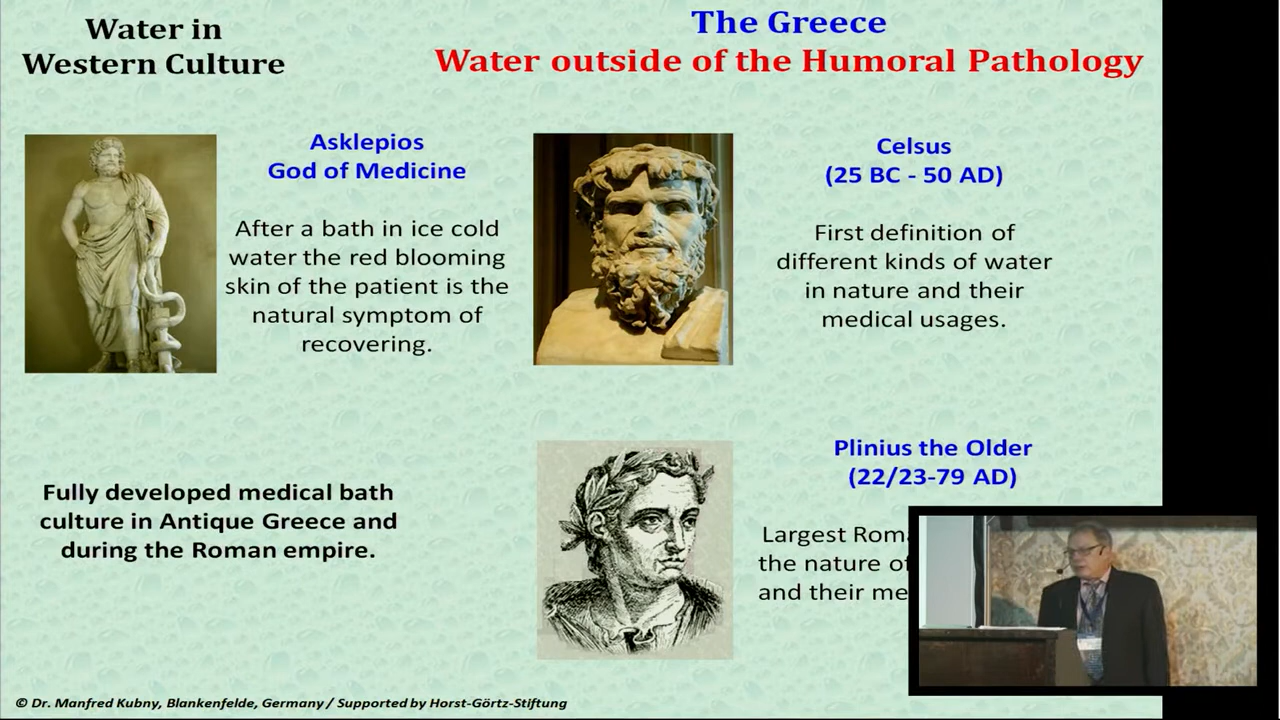 Water in
Western Culture
The Greece
Water outside of the Humoral Pathology
Asklepios
God of Medicine
After a bath in ice cold
water the red blooming
skin of the patient is the
natural symptom of
recovering.
Celsus
(25 BC - 50 AD)
First definition of
different kinds of water
in nature and their
medical usages.
Fully developed medical bath
culture in Antique Greece and
during the Roman empire.
Plinius the Older
(22/23-79 AD)
Largest
the nature
and their
© Dr. Manfred Kubny, Blankenfelde, Germany / Supported by Horst-Görtz-Stiftung